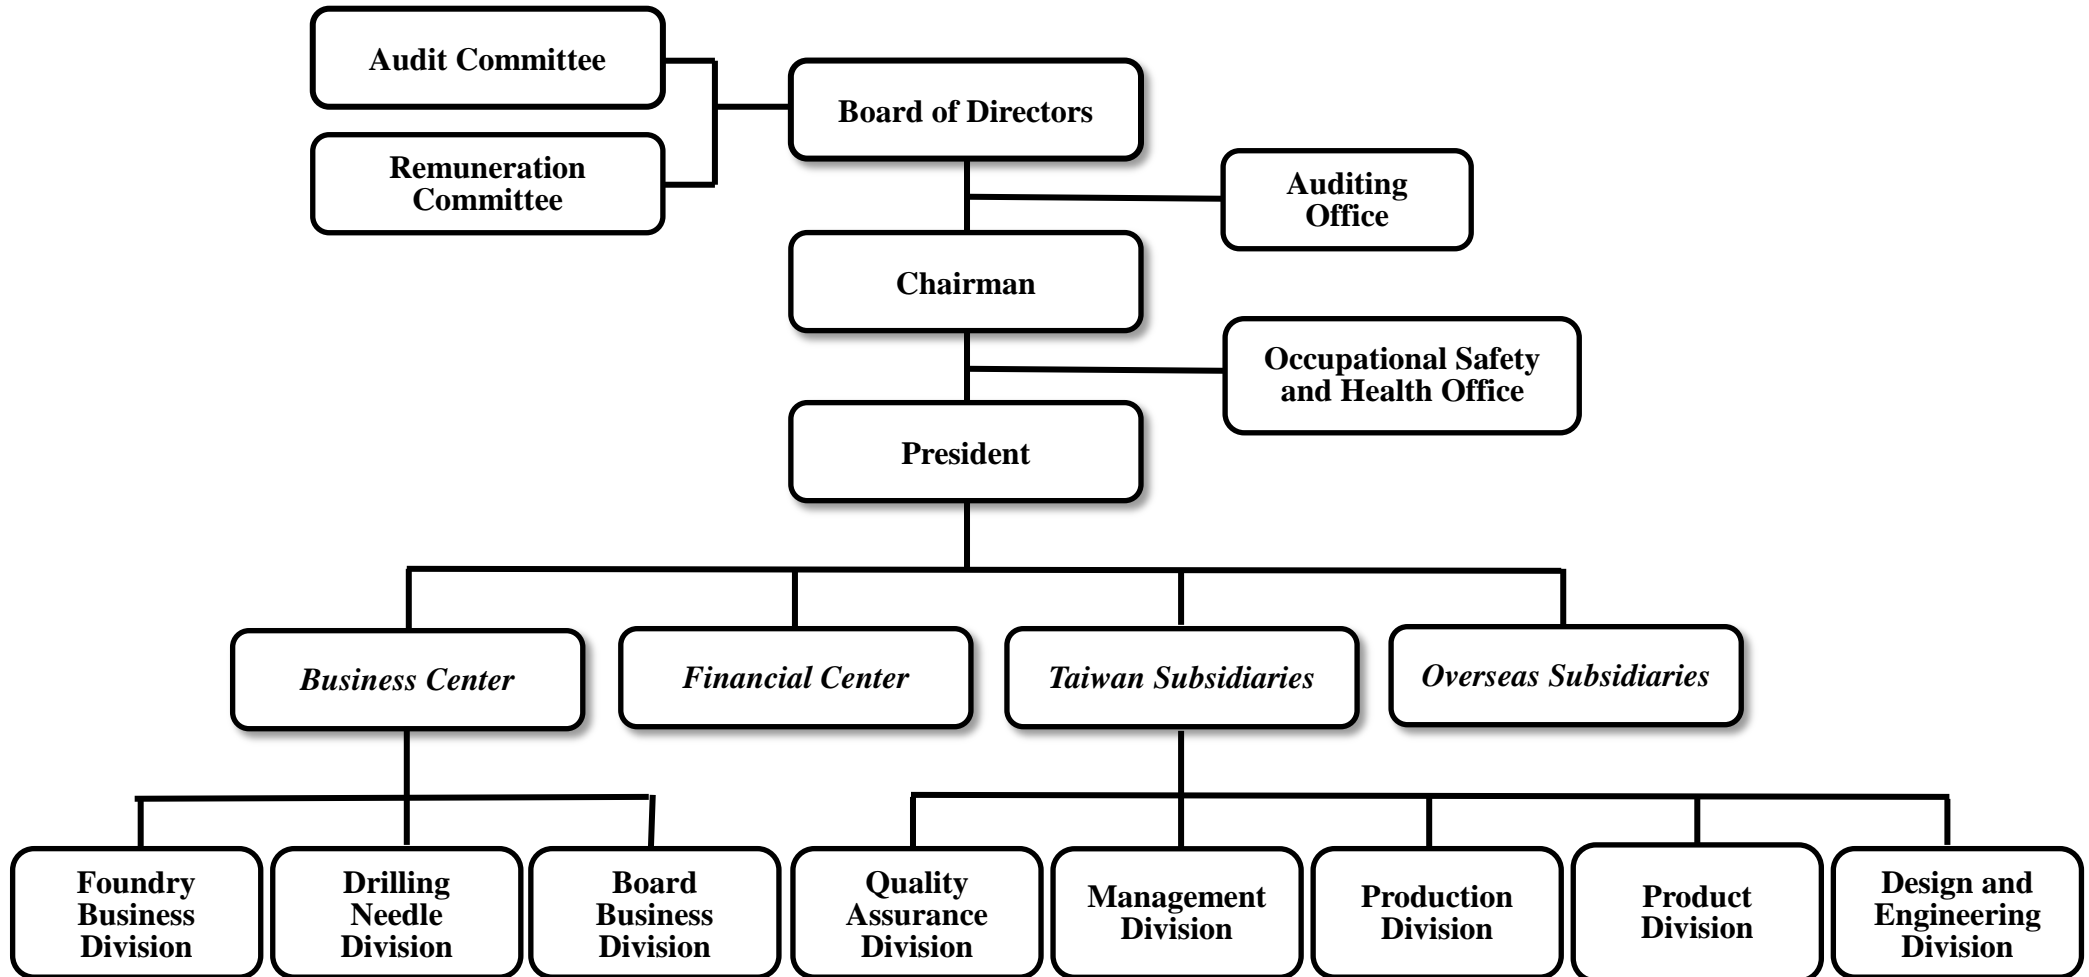 Audit Committee
Board of Directors
Remuneration
Committee
Auditing
Office
Chairman
Occupational Safety
and Health Office
President
Business Center
Financial Center
Taiwan Subsidiaries
Overseas Subsidiaries
Foundry
Business
Division
Drilling
Needle
Division
Board
Business
Division
Quality
Assurance
Division
Management
Division
Production
Division
Product
Division
Design and
Engineering
Division